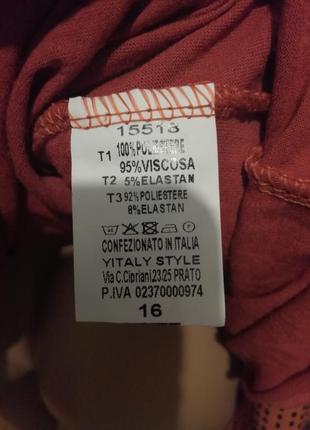 15513
T1 100% POLIESTERE
95% VISCOSA
T2 5% ELASTAN
T3 92% POLIESTERE
8% ELASTAN
CONFEZIONATO IN ITALIA
YITALY STYLE
Via C.Cipriani,23/25 PRATO
P.IVA 02370000974
16